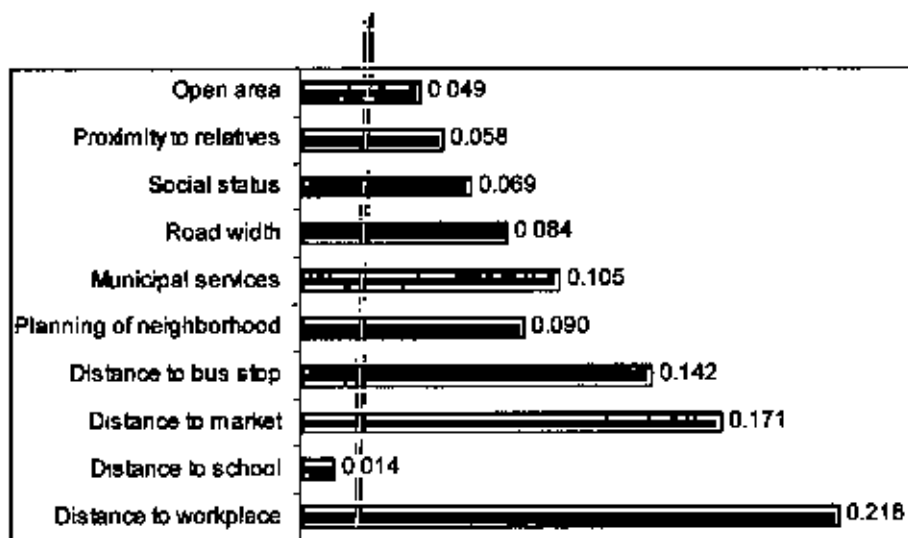 Open area 0.049
Proximity to relatives 0.058
Social status 0.069
Road width 0.084
Municipal services 0.105
Planning of neighborhood 0.090
Distance to bus stop 0.142
Distance to market 0.171
Distance to school 0.014
Distance to workplace 0.218